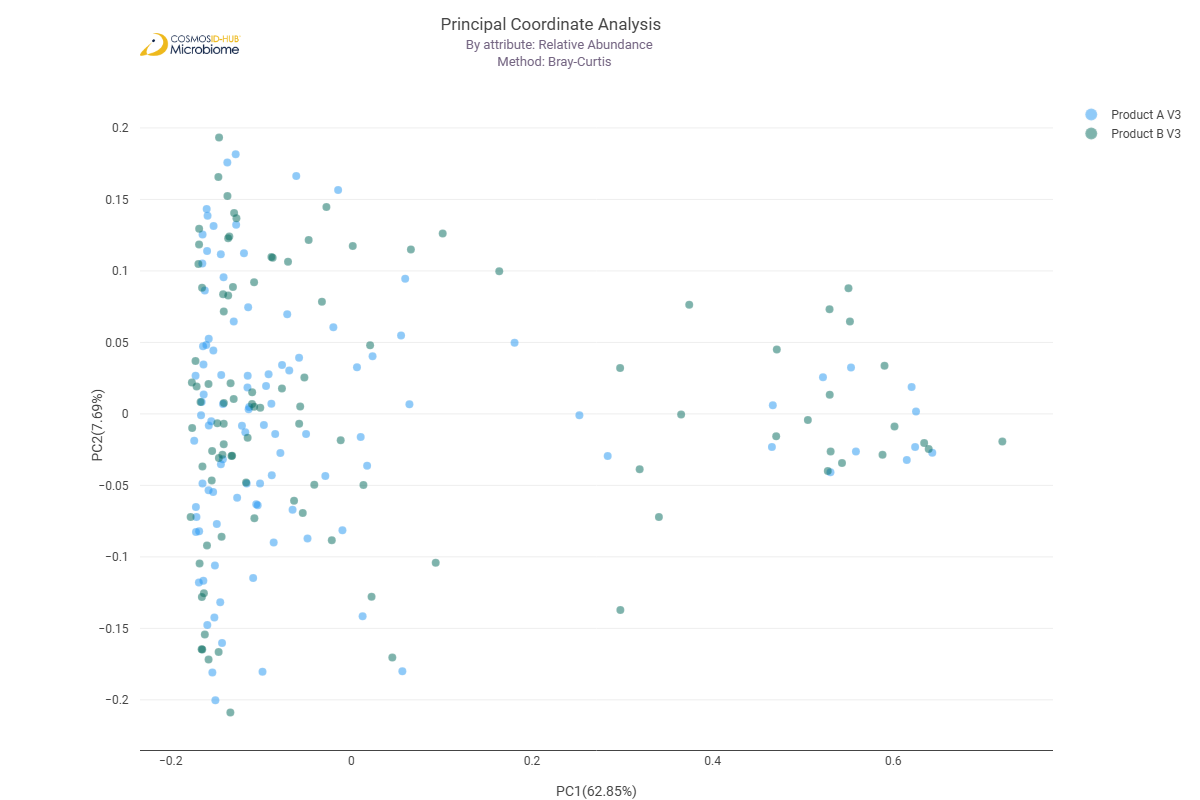 Principal Coordinate Analysis
By attribute: Relative Abundance
Method: Bray-Curtis
COSMOSID-HUB
Microbiome
Product A V3
Product B V3
0.2
0.15
0.1
0.05
0
−0.05
−0.1
−0.15
−0.2
PC2(7.69%)
−0.2
0
0.2
0.4
0.6
PC1(62.85%)